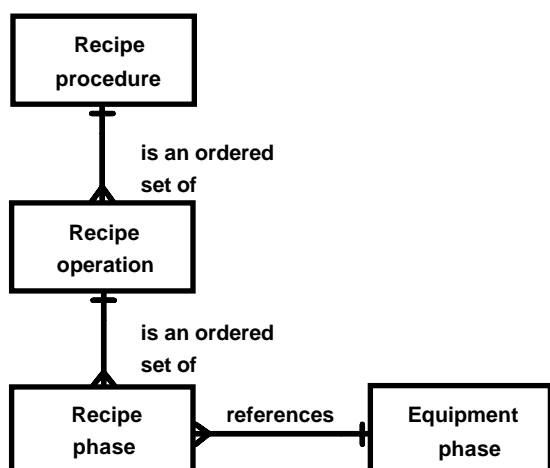 Recipe
procedure
is an ordered
set of
Recipe
operation
is an ordered
set of
Recipe
phase
references
Equipment
phase